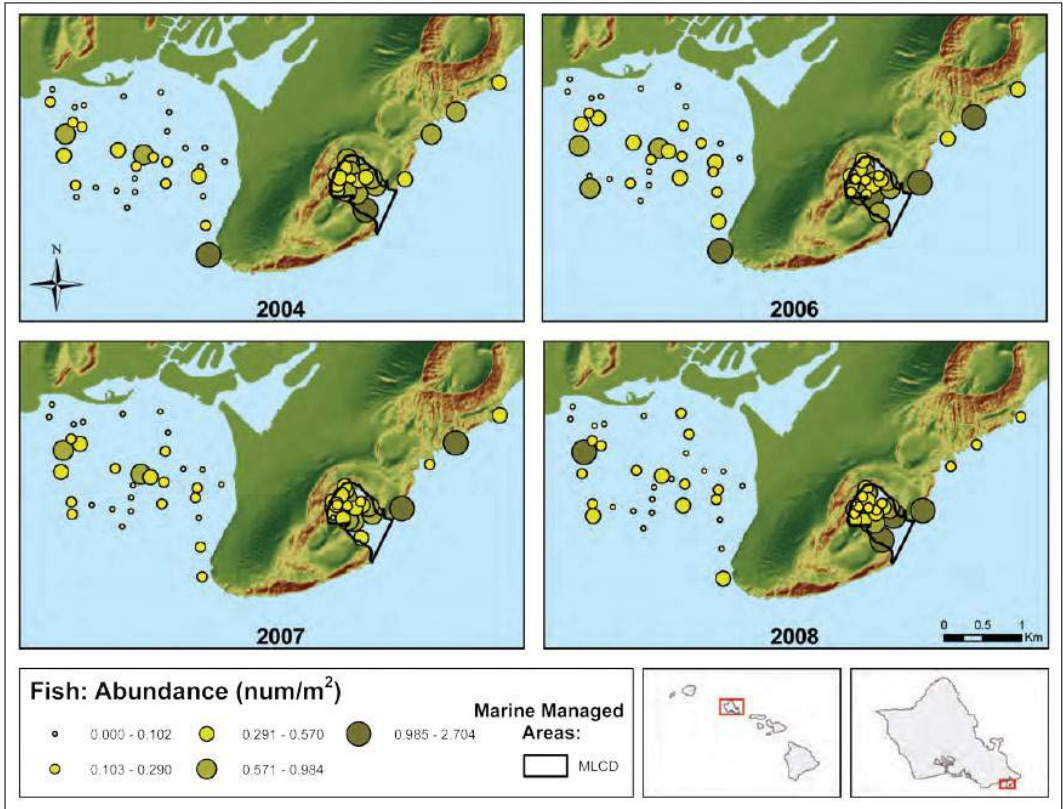 N
2004
2006
2007
2008
0 0.5 1
Km
Fish: Abundance (num/m²)
0.000 - 0.102
0.291 - 0.570
0.985 - 2.704
0.103 - 0.290
0.571 - 0.984
Marine Managed
Areas:
MLCD